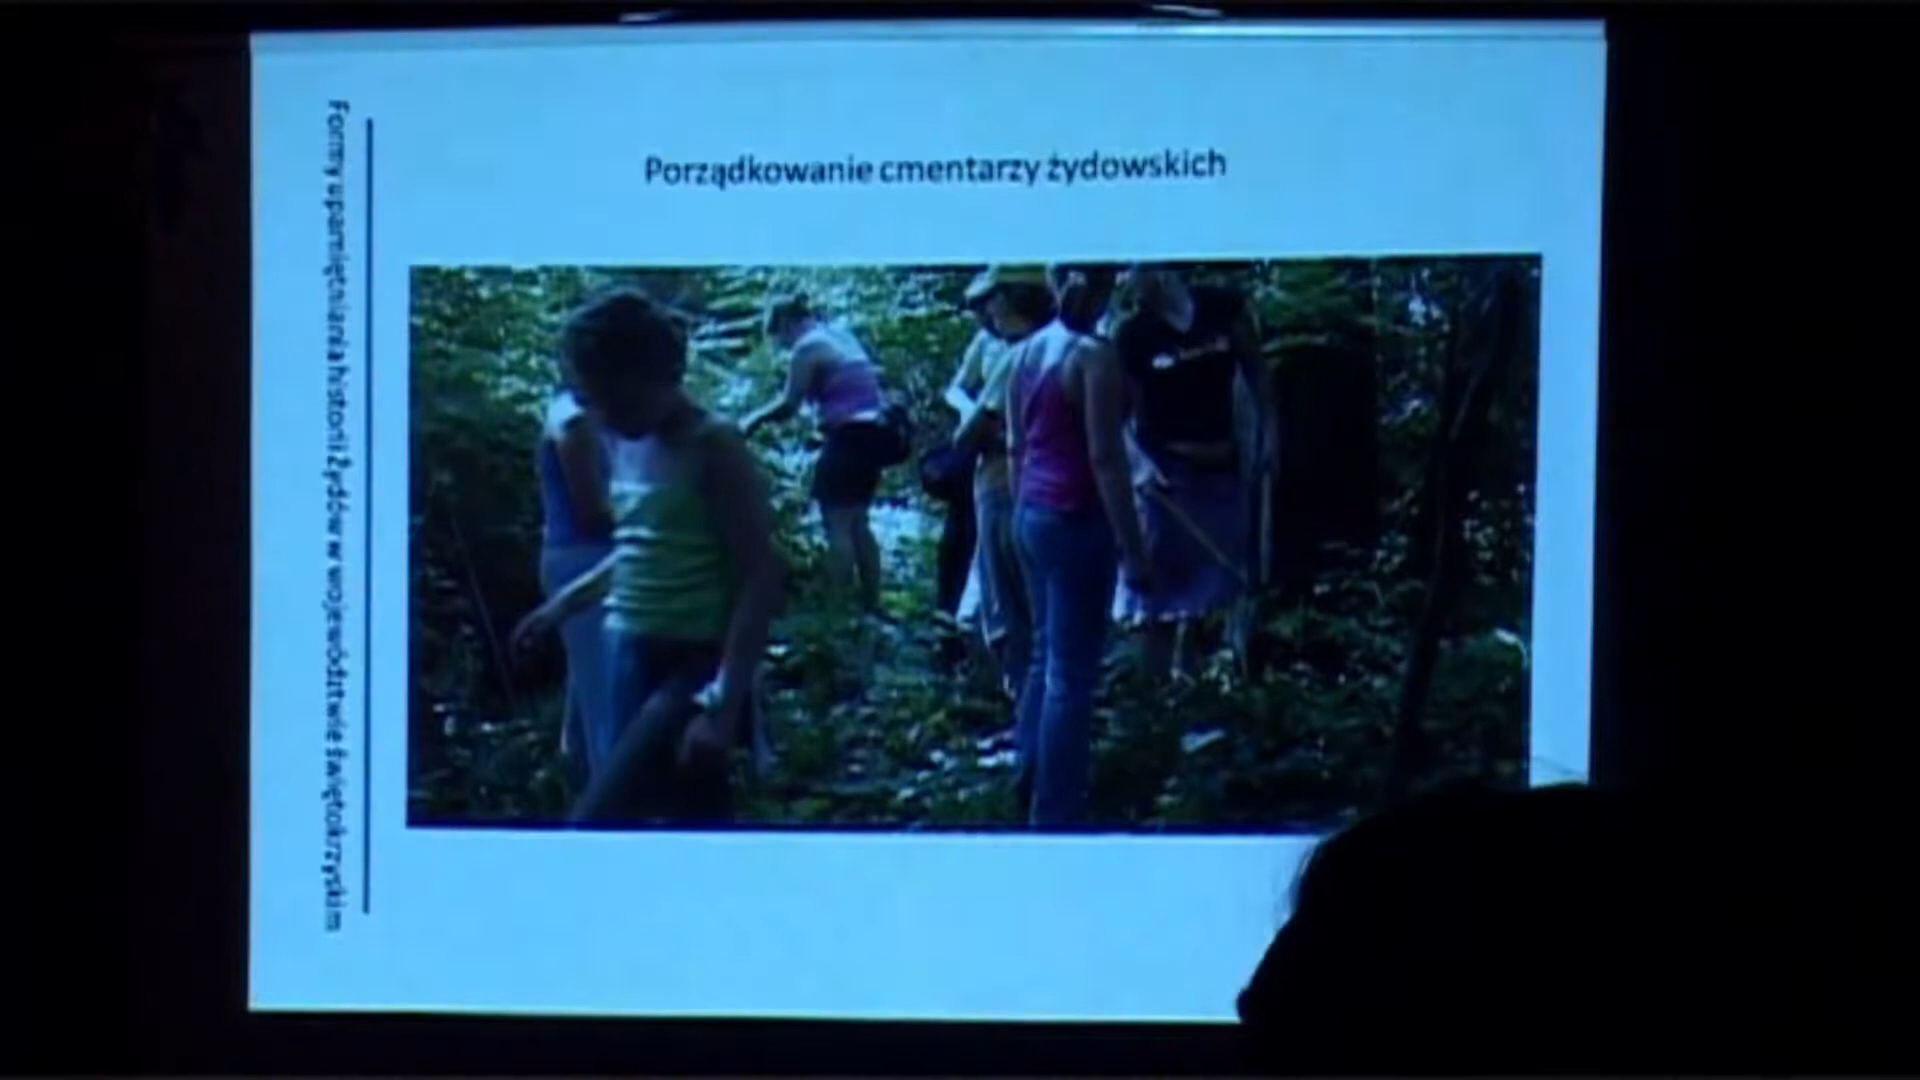 Porządkowanie cmentarzy żydowskich
Formy upamiętniania historii Żydów w województwie świętokrzyskim